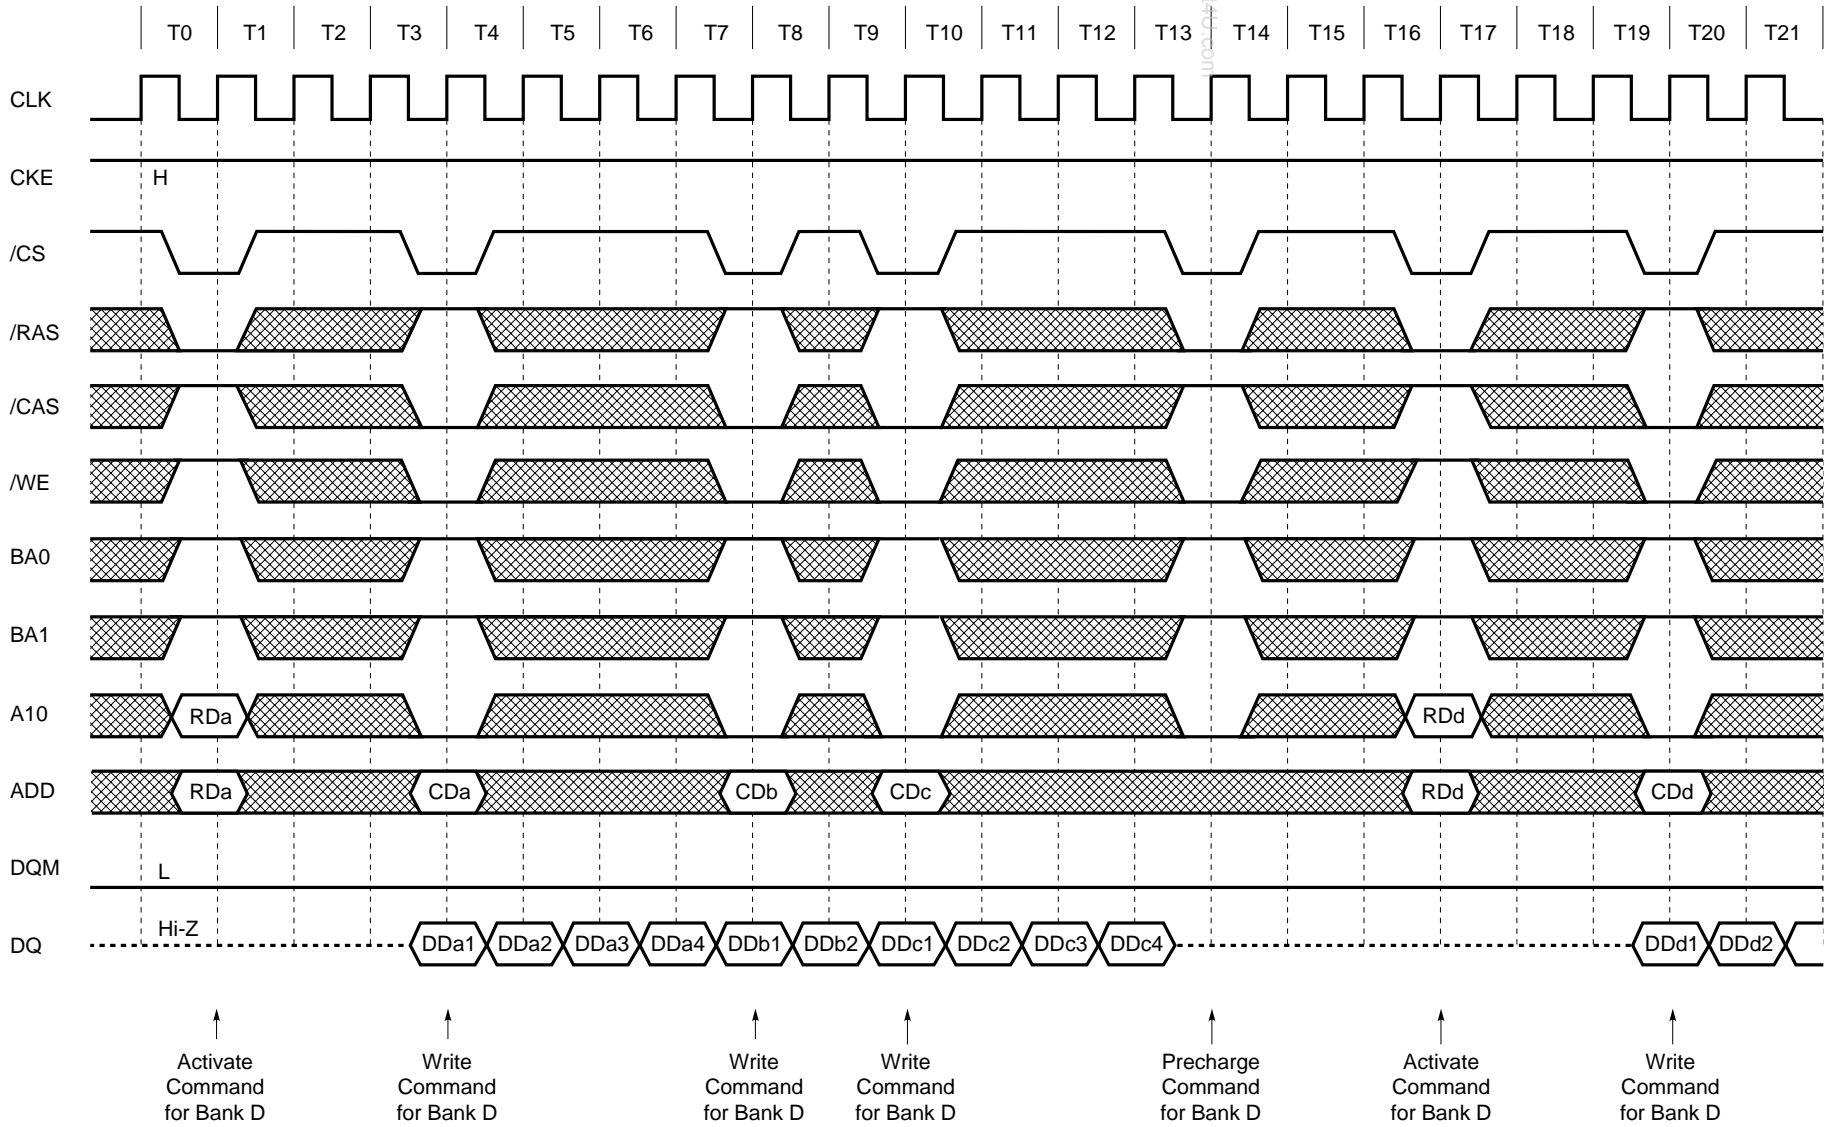 T0 T1 T2 T3 T4 T5 T6 T7 T8 T9 T10 T11 T12 T13 T14 T15 T16 T17 T18 T19 T20 T21
CLK
CKE H
/CS
/RAS
/CAS
/WE
BA0
BA1
A10 RDa RDd
ADD RDa CDa CDb CDc RDd CDd
DQM L
Hi-Z
DQ DDa1 DDa2 DDa3 DDa4 DDb1 DDb2 DDc1 DDc2 DDc3 DDc4 DDd1 DDd2
Activate
Command
for Bank D
Write
Command
for Bank D
Write
Command
for Bank D
Write
Command
for Bank D
Precharge
Command
for Bank D
Activate
Command
for Bank D
Write
Command
for Bank D